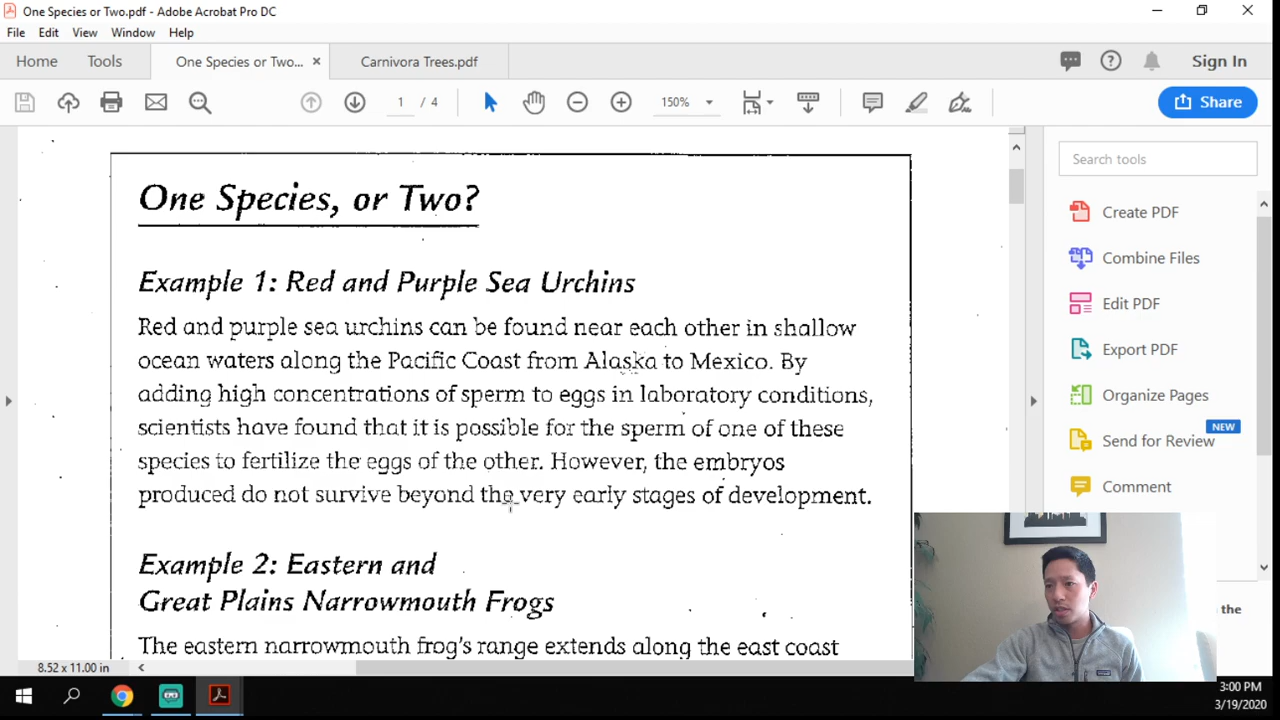 One Species or Two.pdf - Adobe Acrobat Pro DC
File Edit View Window Help
Home Tools One Species or Two... × Carnivora Trees.pdf Sign In
1 / 4 150% Share
One Species, or Two?
Example 1: Red and Purple Sea Urchins
Red and purple sea urchins can be found near each other in shallow
ocean waters along the Pacific Coast from Alaska to Mexico. By
adding high concentrations of sperm to eggs in laboratory conditions,
scientists have found that it is possible for the sperm of one of these
species to fertilize the eggs of the other. However, the embryos
produced do not survive beyond the very early stages of development.
Example 2: Eastern and
Great Plains Narrowmouth Frogs
The eastern narrowmouth frog's range extends along the east coast
Search tools
Create PDF
Combine Files
Edit PDF
Export PDF
Organize Pages
NEW
Send for Review
Comment
the
8.52 x 11.00 in
3:00 PM
3/19/2020